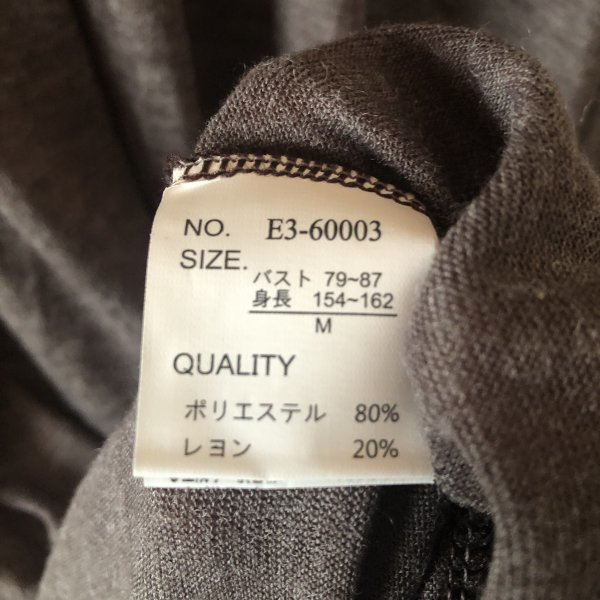 NO. E3-60003
SIZE.
バスト 79~87
身長 154~162
M
QUALITY
ポリエステル 80%
レヨン 20%